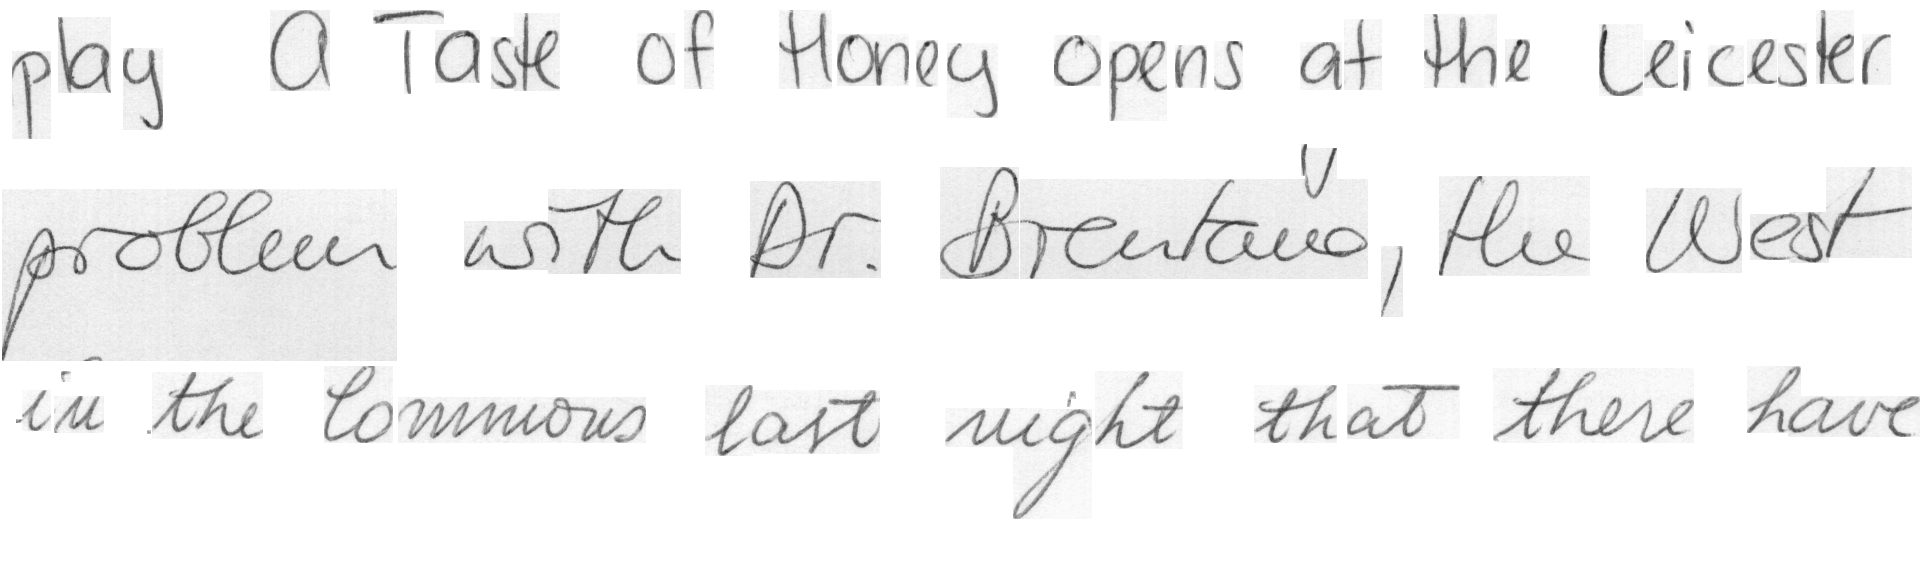 play A Taste of Honey opens at the Leicester
problem with Dr. Brentano, the West
in the Commons last night that there have